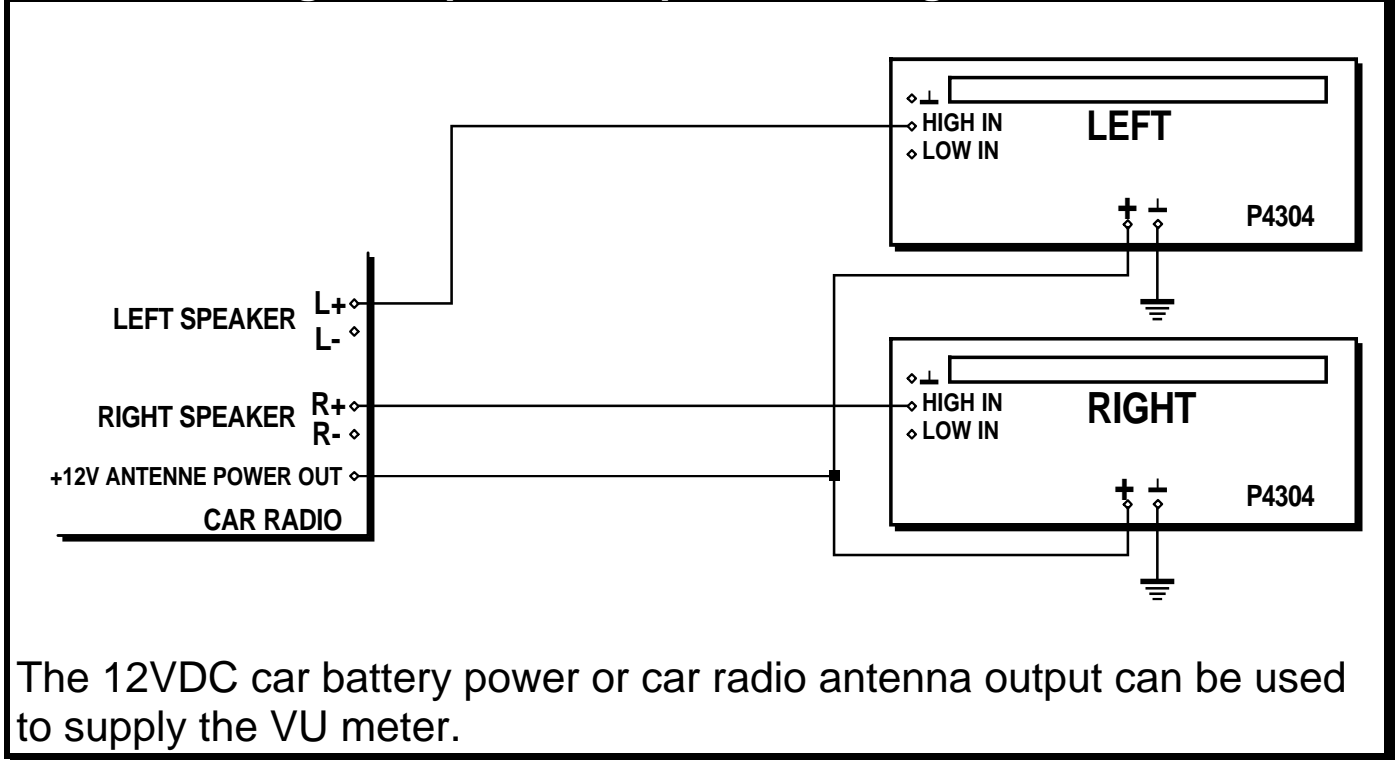 LEFT
HIGH IN
LOW IN
+
P4304
LEFT SPEAKER
L+
L-
RIGHT SPEAKER
R+
R-
+12V ANTENNE POWER OUT
CAR RADIO
HIGH IN
LOW IN
RIGHT
+
P4304
The 12VDC car battery power or car radio antenna output can be used
to supply the VU meter.